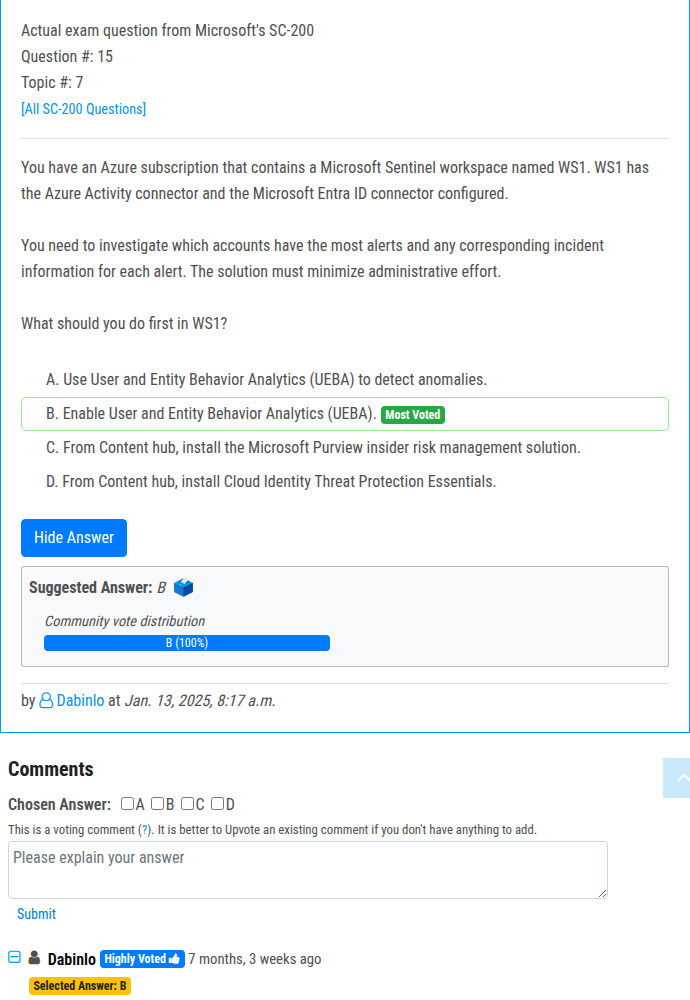 Actual exam question from Microsoft's SC-200
Question #: 15
Topic #: 7
[All SC-200 Questions]
You have an Azure subscription that contains a Microsoft Sentinel workspace named WS1. WS1 has
the Azure Activity connector and the Microsoft Entra ID connector configured.
You need to investigate which accounts have the most alerts and any corresponding incident
information for each alert. The solution must minimize administrative effort.
What should you do first in WS1?
A. Use User and Entity Behavior Analytics (UEBA) to detect anomalies.
B. Enable User and Entity Behavior Analytics (UEBA). Most Voted
C. From Content hub, install the Microsoft Purview insider risk management solution.
D. From Content hub, install Cloud Identity Threat Protection Essentials.
Hide Answer
Suggested Answer: B
Community vote distribution
B (100%)
by Dabinlo at Jan. 13, 2025, 8:17 a.m.
Comments
Chosen Answer: A B C D
This is a voting comment (?). It is better to Upvote an existing comment if you don't have anything to add.
Please explain your answer
Submit
Dabinlo Highly Voted 7 months, 3 weeks ago
Selected Answer: B